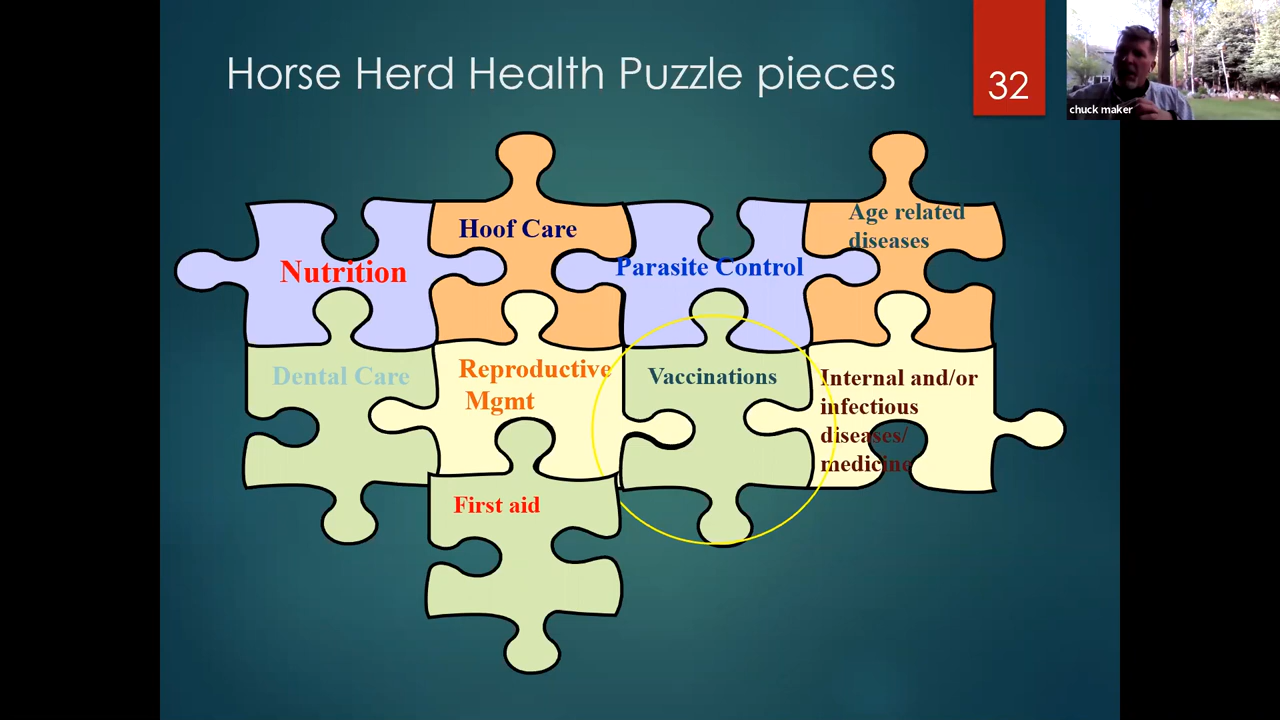 Horse Herd Health Puzzle pieces
32
chuck maker
Nutrition
Hoof Care
Parasite Control
Age related
diseases
Dental Care
Reproductive
Mgmt
Vaccinations
Internal and/or
infectious
diseases/
medicine
First aid